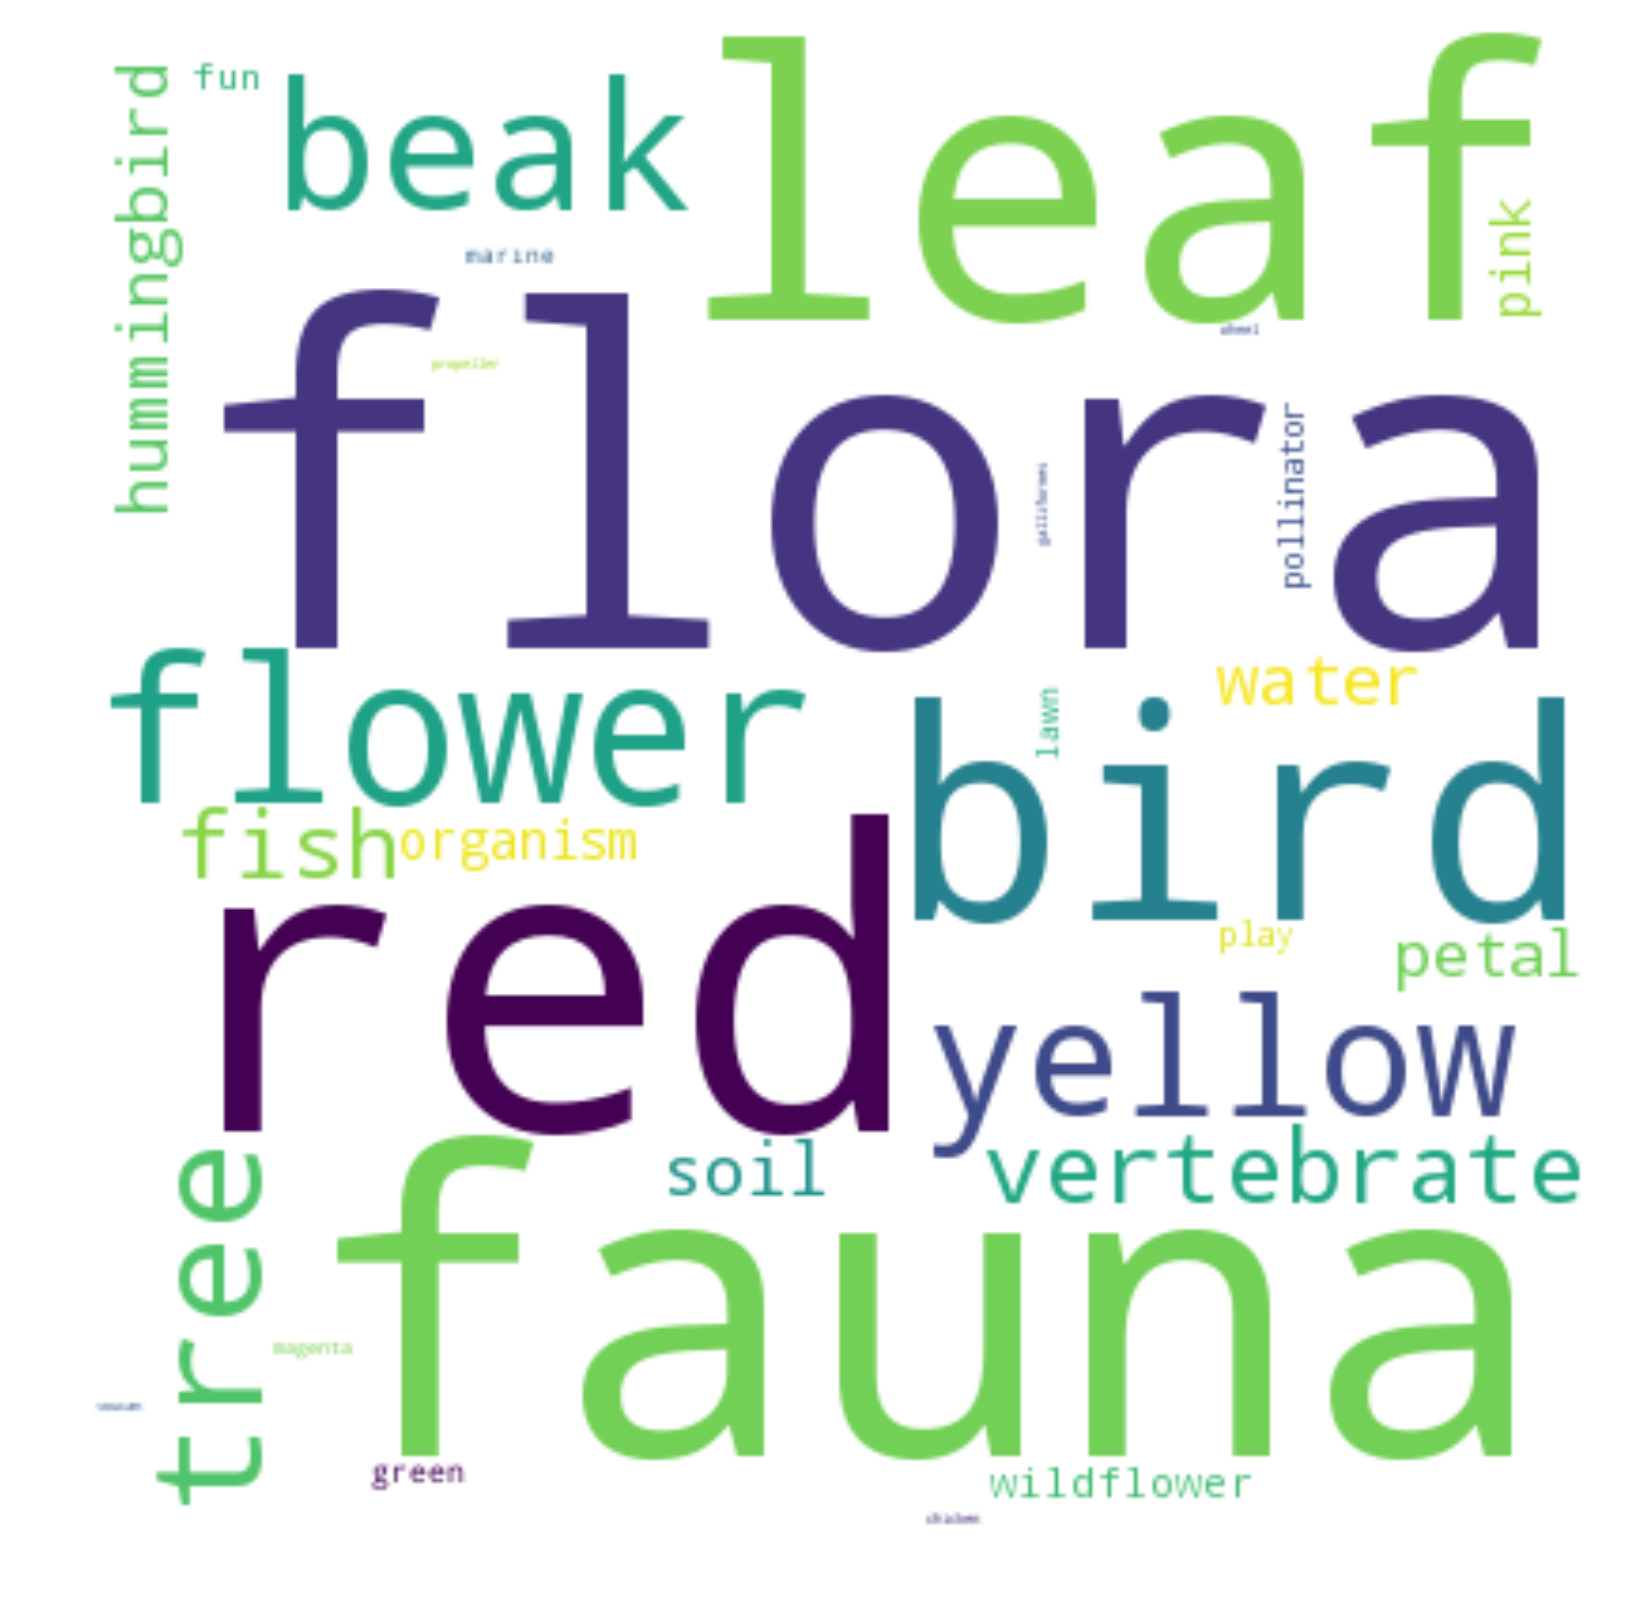 fun
beak
leaf
hummingbird
pink
marine
flora
wheel
propeller
pollinator
galliformes
flower
water
lawn
bird
fish
organism
red
play
petal
yellow
tree
soil
vertebrate
fauna
magenta
green
wildflower
chicken